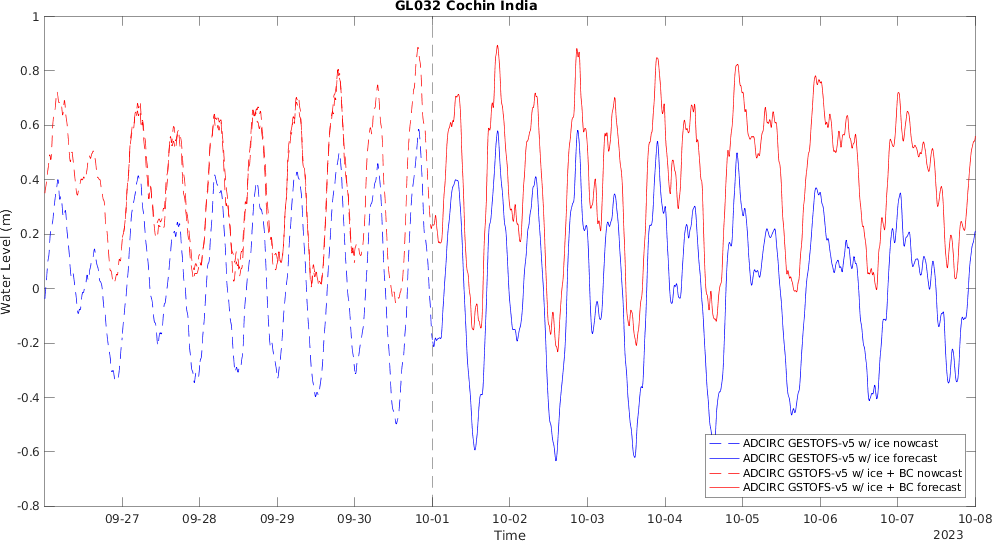 GL032 Cochin India
1
0.8
0.6
0.4
0.2
0
-0.2
-0.4
-0.6
-0.8
Water Level (m)
ADCIRC GESTOFS-v5 w/ ice nowcast
ADCIRC GESTOFS-v5 w/ ice forecast
ADCIRC GSTOFS-v5 w/ ice + BC nowcast
ADCIRC GSTOFS-v5 w/ ice + BC forecast
09-27 09-28 09-29 09-30 10-01 10-02 10-03 10-04 10-05 10-06 10-07 10-08
Time
2023